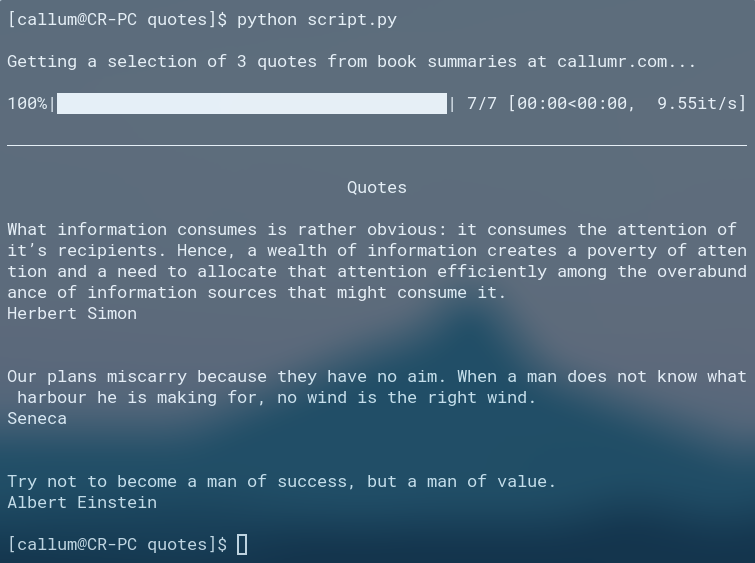 [callum@CR-PC quotes]$ python script.py
Getting a selection of 3 quotes from book summaries at callumr.com...
100%| | 7/7 [00:00<00:00,  9.55it/s]
Quotes
What information consumes is rather obvious: it consumes the attention of
it’s recipients. Hence, a wealth of information creates a poverty of atten
tion and a need to allocate that attention efficiently among the overabund
ance of information sources that might consume it.
Herbert Simon
Our plans miscarry because they have no aim. When a man does not know what
harbour he is making for, no wind is the right wind.
Seneca
Try not to become a man of success, but a man of value.
Albert Einstein
[callum@CR-PC quotes]$